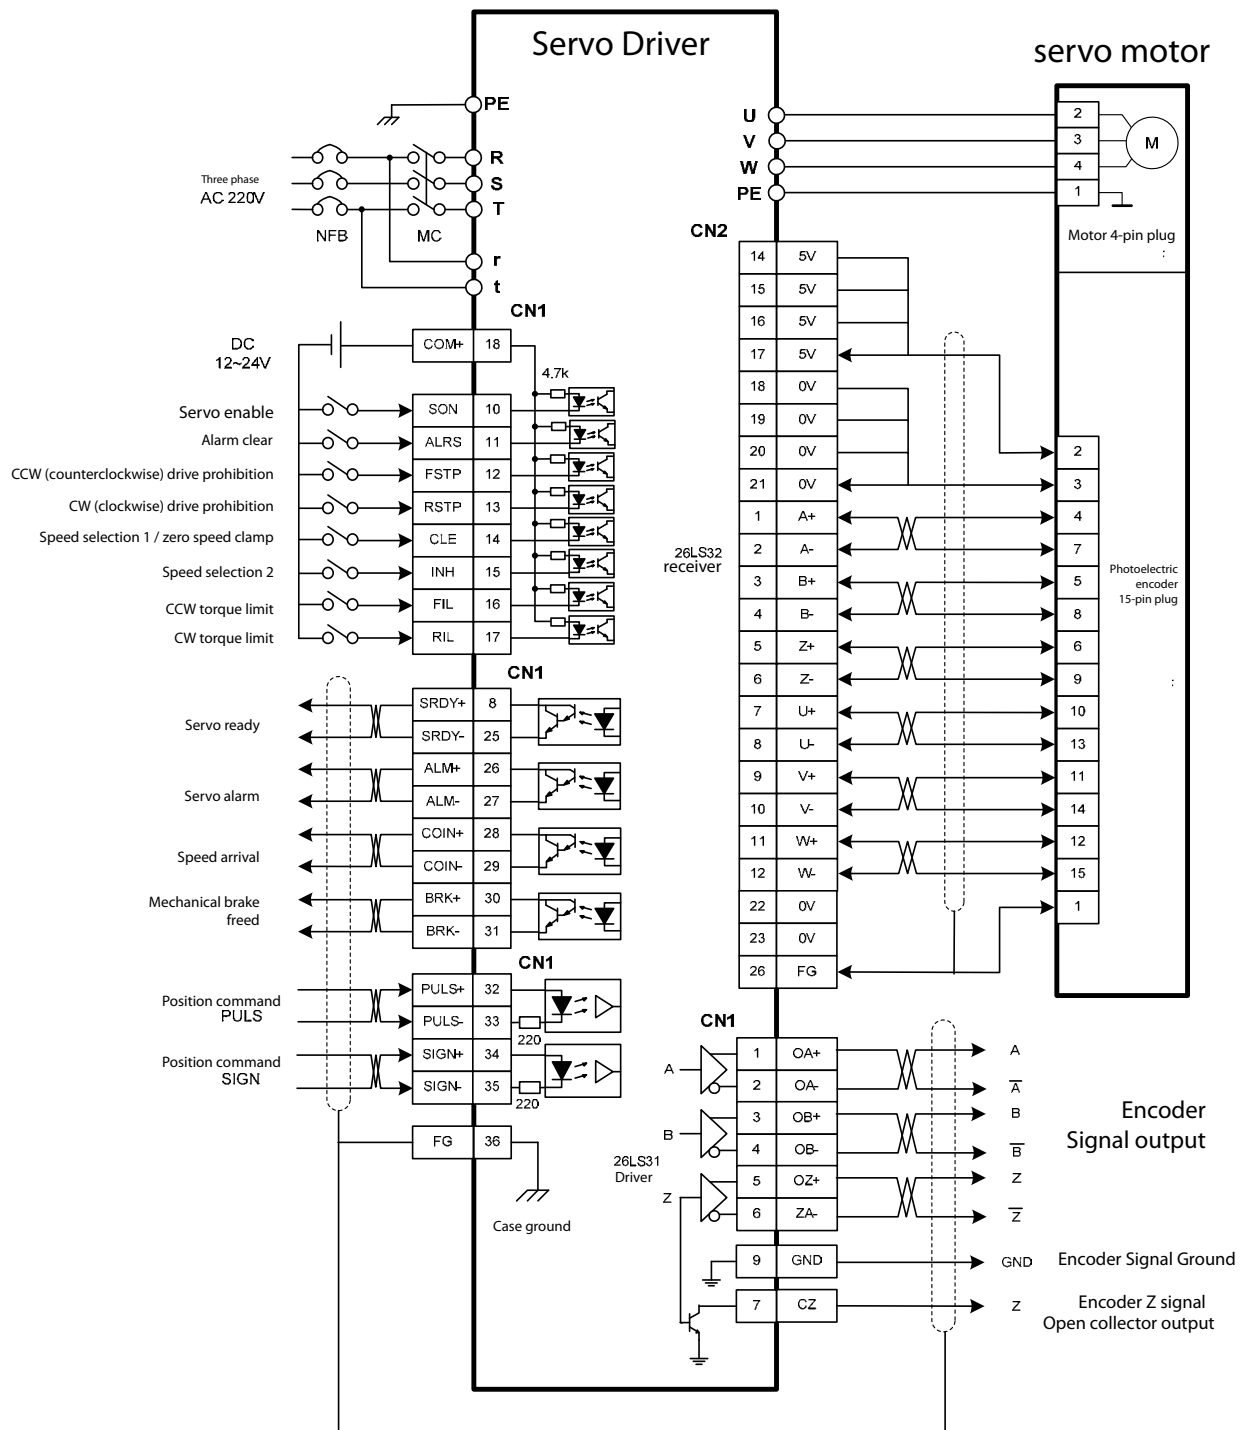 Servo Driver
servo motor
PE
R
S
T
r
t
Three phase
AC 220V
NFB
MC
U
V
W
PE
2
3
4
1
M
Motor 4-pin plug
:
CN1
DC
12~24V
COM+ 18
4.7k
Servo enable
SON 10
Alarm clear
ALRS 11
CCW (counterclockwise) drive prohibition
FSTP 12
CW (clockwise) drive prohibition
RSTP 13
Speed selection 1 / zero speed clamp
CLE 14
Speed selection 2
INH 15
CCW torque limit
FIL 16
CW torque limit
RIL 17
CN1
Servo ready
SRDY+ 8
SRDY- 25
Servo alarm
ALM+ 26
ALM- 27
Speed arrival
COIN+ 28
COIN- 29
Mechanical brake
freed
BRK+ 30
BRK- 31
CN1
Position command
PULS
PULS+ 32
PULS- 33
220
Position command
SIGN
SIGN+ 34
SIGN- 35
220
FG 36
Case ground
CN2
14 5V
15 5V
16 5V
17 5V
18 0V
19 0V
20 0V
21 0V
1 A+
2 A-
3 B+
4 B-
5 Z+
6 Z-
7 U+
8 U-
9 V+
10 V-
11 W+
12 W-
22 0V
23 0V
26 FG
26LS32
receiver
2
3
4
7
5
8
6
9
10
13
11
14
12
15
1
Photoelectric
encoder
15-pin plug
:
CN1
A
1 OA+
A
2 OA-
A
B
3 OB+
B
4 OB-
B
Z
5 OZ+
Z
6 ZA-
Z
26LS31
Driver
9 GND
GND
7 CZ
Z
Encoder
Signal output
Encoder Signal Ground
Encoder Z signal
Open collector output